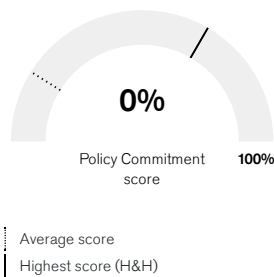 0%
Policy Commitment
score
100%
Average score
Highest score (H&H)